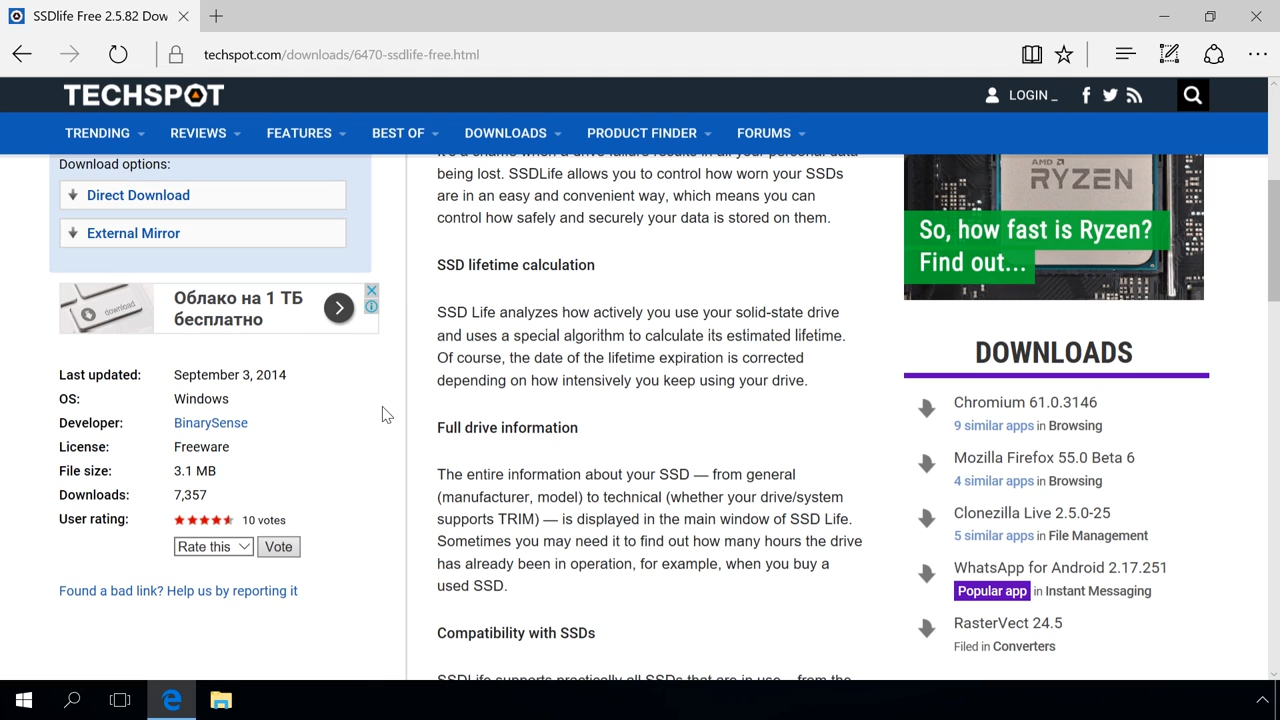 SSDlife Free 2.5.82 Dow
techspot.com/downloads/6470-ssdlife-free.html
TECHSPOT
LOGIN _
TRENDING
REVIEWS
FEATURES
BEST OF
DOWNLOADS
PRODUCT FINDER
FORUMS
Download options:
Direct Download
External Mirror
download
Облако на 1 ТБ
бесплатно
Last updated: September 3, 2014
OS: Windows
Developer: BinarySense
License: Freeware
File size: 3.1 MB
Downloads: 7,357
User rating: 10 votes
Rate this
Vote
Found a bad link? Help us by reporting it
being lost. SSDLife allows you to control how worn your SSDs
are in an easy and convenient way, which means you can
control how safely and securely your data is stored on them.
SSD lifetime calculation
SSD Life analyzes how actively you use your solid-state drive
and uses a special algorithm to calculate its estimated lifetime.
Of course, the date of the lifetime expiration is corrected
depending on how intensively you keep using your drive.
Full drive information
The entire information about your SSD — from general
(manufacturer, model) to technical (whether your drive/system
supports TRIM) — is displayed in the main window of SSD Life.
Sometimes you may need it to find out how many hours the drive
has already been in operation, for example, when you buy a
used SSD.
Compatibility with SSDs
SSDLife supports practically all SSDs that are in use – from the
AMD
RYZEN
So, how fast is Ryzen?
Find out...
DOWNLOADS
Chromium 61.0.3146
9 similar apps in Browsing
Mozilla Firefox 55.0 Beta 6
4 similar apps in Browsing
Clonezilla Live 2.5.0-25
5 similar apps in File Management
WhatsApp for Android 2.17.251
Popular app in Instant Messaging
RasterVect 24.5
Filed in Converters